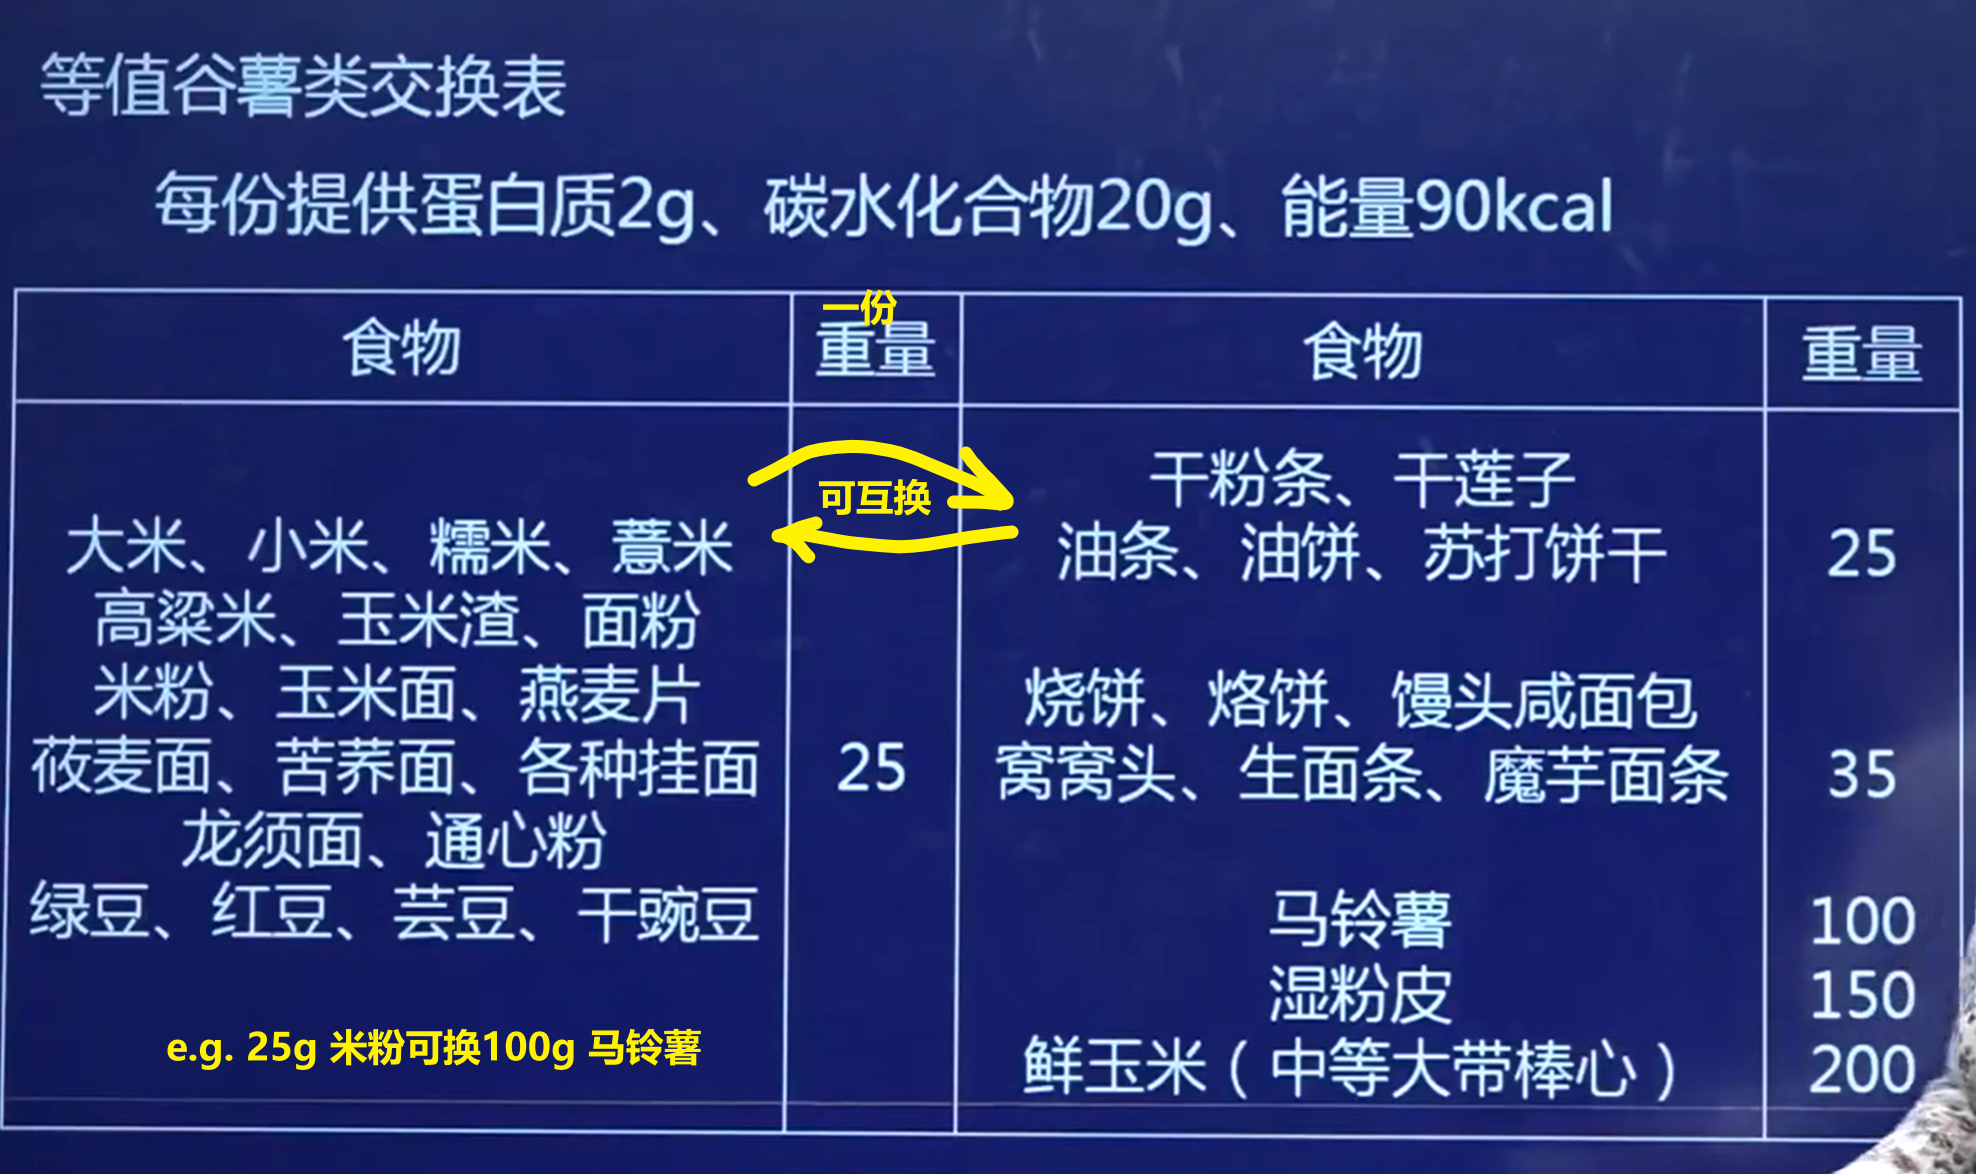 等值谷薯类交换表
每份提供蛋白质2g、碳水化合物20g、能量90kcal
食物
一份
重量
食物
重量
大米、小米、糯米、薏米
高粱米、玉米渣、面粉
米粉、玉米面、燕麦片
莜麦面、苦荞面、各种挂面
龙须面、通心粉
绿豆、红豆、芸豆、干豌豆
25
可互换
干粉条、干莲子
油条、油饼、苏打饼干
25
烧饼、烙饼、馒头咸面包
窝窝头、生面条、魔芋面条
35
马铃薯
100
湿粉皮
150
鲜玉米（中等大带棒心）
200
e.g. 25g 米粉可换100g 马铃薯